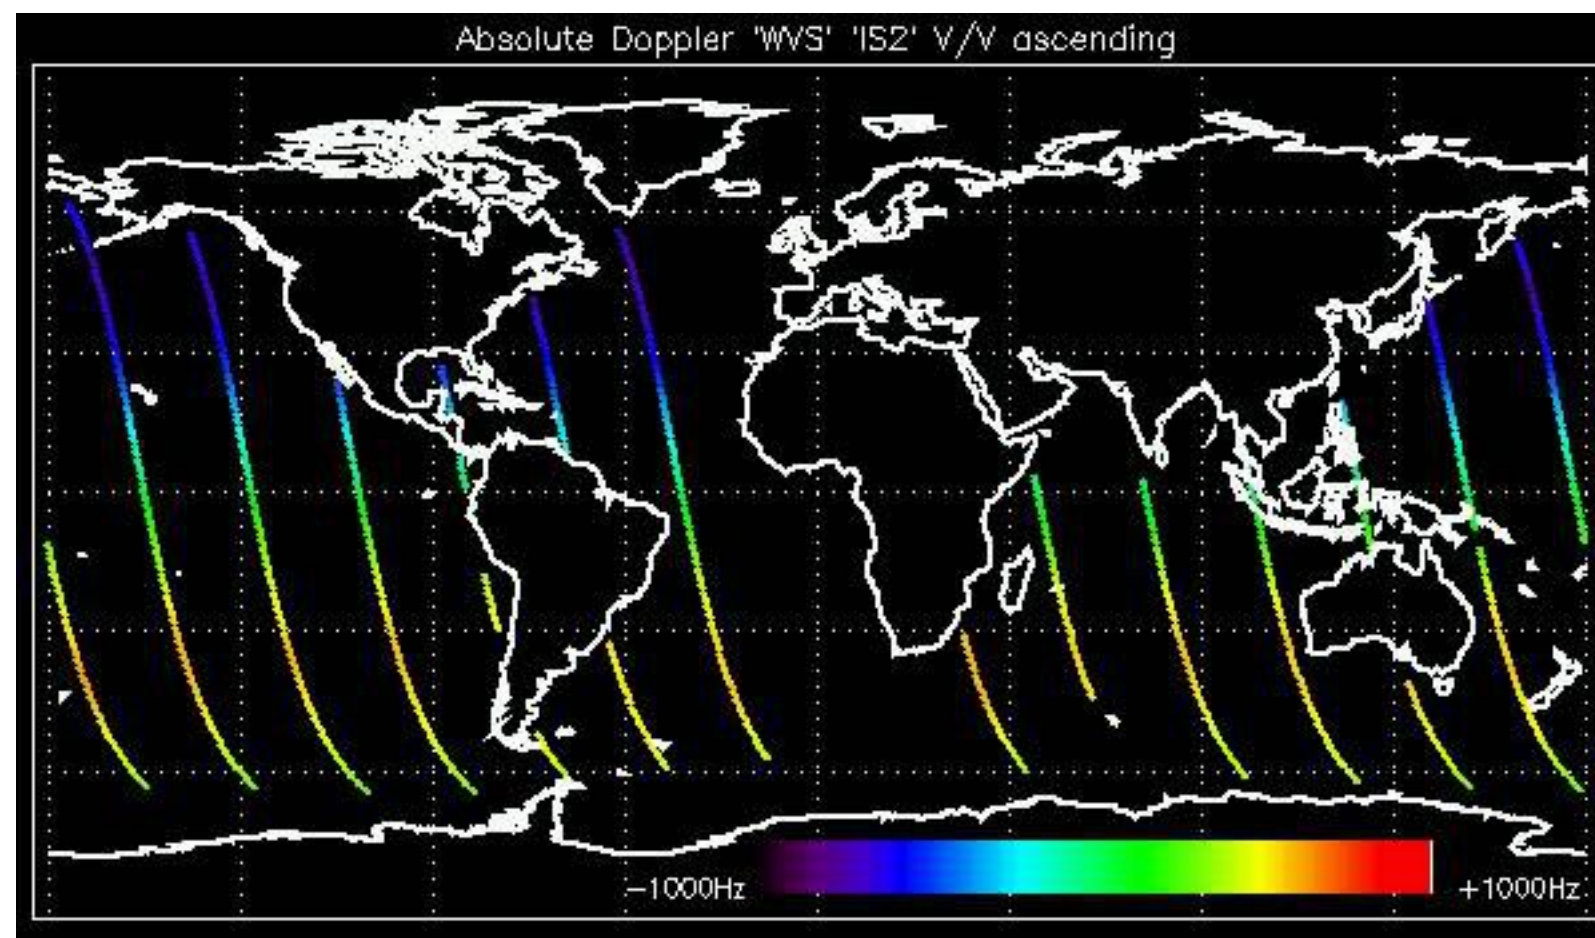 Absolute Doppler 'WVS' 'IS2' V/V ascending
-1000Hz +1000Hz